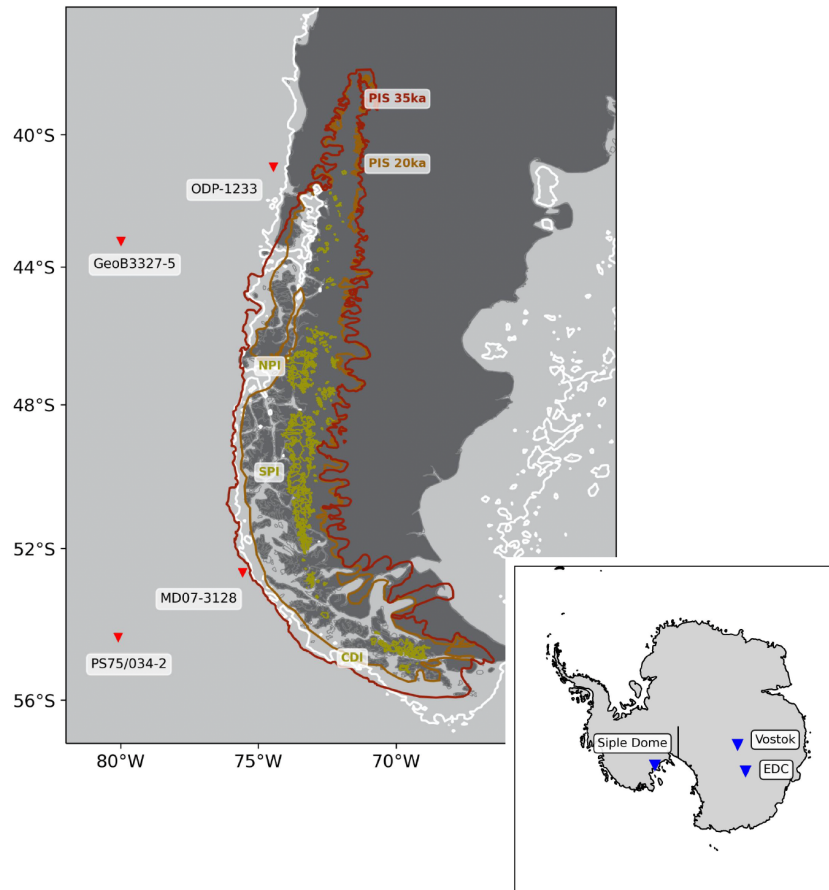 PIS 35ka
40°S
PIS 20ka
ODP-1233
GeoB3327-5
44°S
NPI
48°S
SPI
52°S
MD07-3128
CDI
PS75/034-2
56°S
80°W
75°W
70°W
Siple Dome
Vostok
EDC